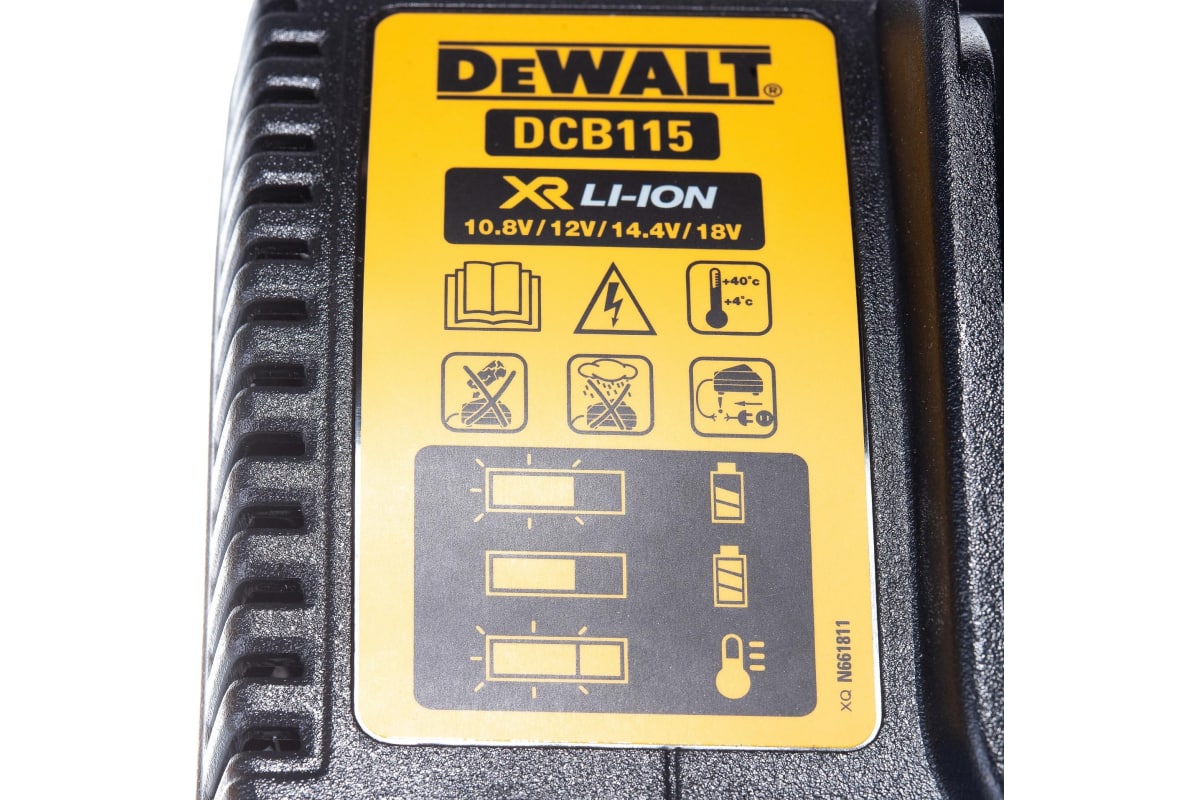 DEWALT®
DCB115
XR LI-ION
10.8V/12V/14.4V/18V
+40°c
+4°c
XQ N661811